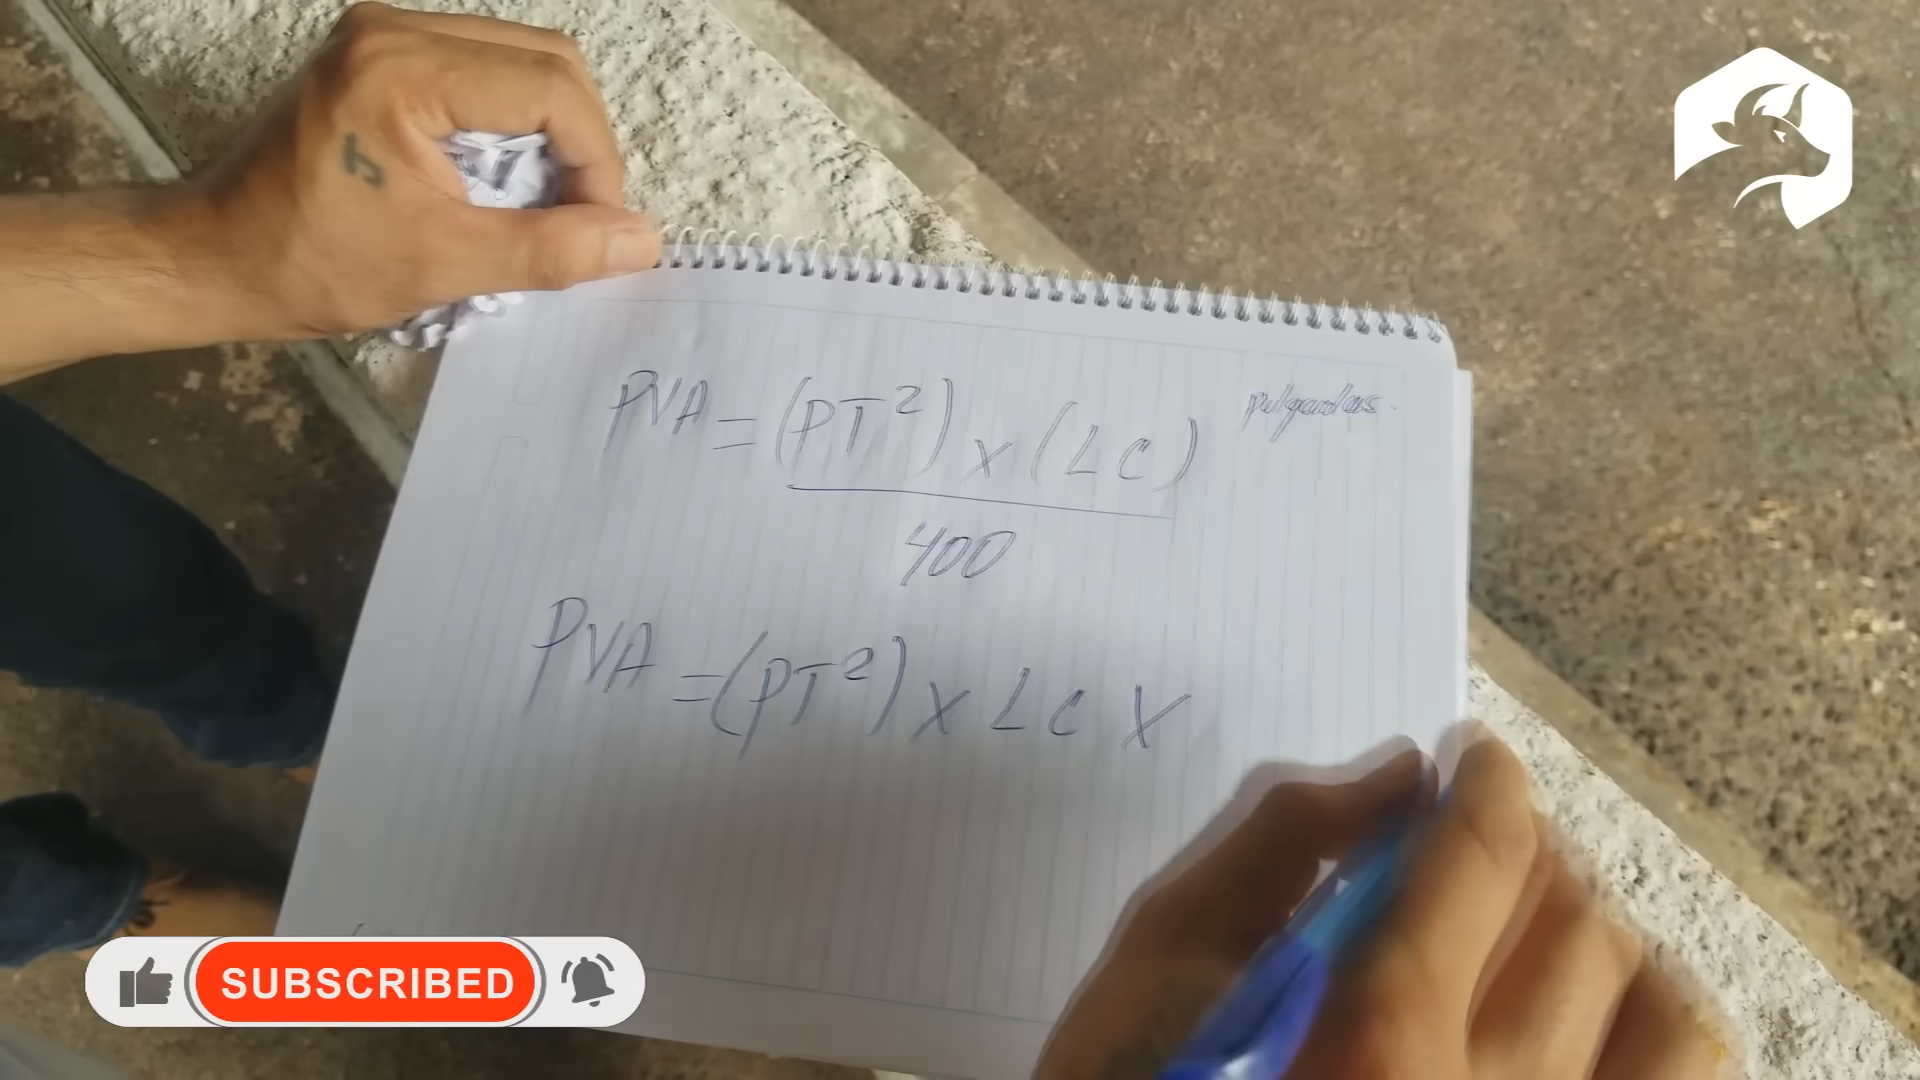 PVA = (PT²) x (LC) pulgadas.
400
PVA = (PT²) x LC x
SUBSCRIBED